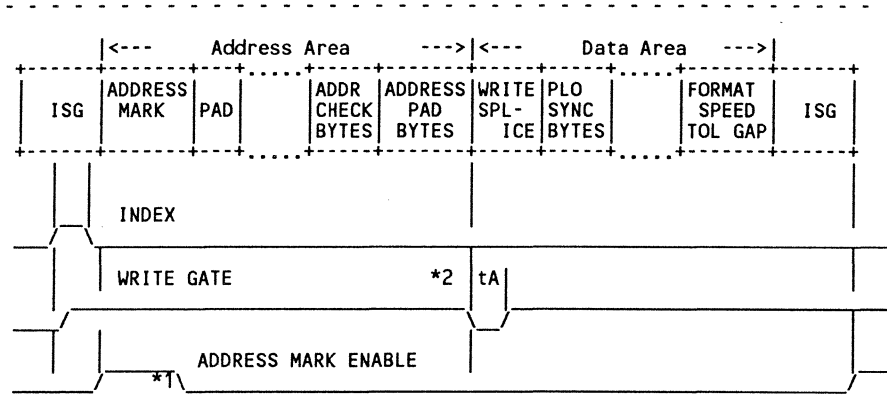 |<--- Address Area --->|<--- Data Area --->|
ADDRESS ADDR ADDRESS WRITE PLO FORMAT
ISG MARK PAD CHECK PAD SPL- SYNC SPEED ISG
BYTES BYTES ICE BYTES TOL GAP
INDEX
WRITE GATE *2 tA
ADDRESS MARK ENABLE
*1